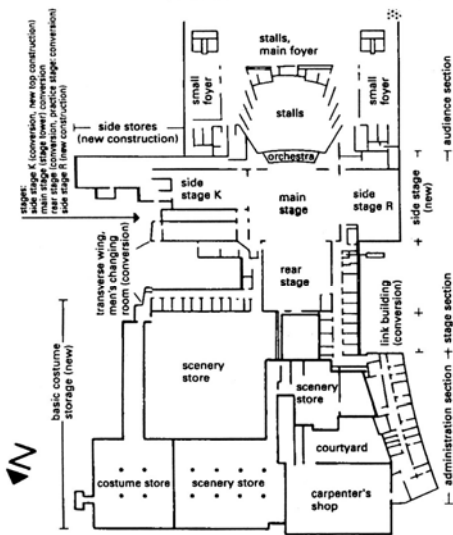 stages:
side stage K (conversion, new top construction)
main stage (stage tower) conversion
rear stage (conversion, practice stage: conversion)
side stage R (new construction)
side stores
(new construction)
transverse wing,
men's changing
room (conversion)
basic costume
storage (new)
N
stalls,
main foyer
small
foyer
small
foyer
stalls
orchestra
side
stage K
main
stage
side
stage R
rear
stage
scenery
store
scenery
store
courtyard
costume store
scenery store
carpenter's
shop
link building
(conversion)
side stage
(new)
audience section
stage section
administration section